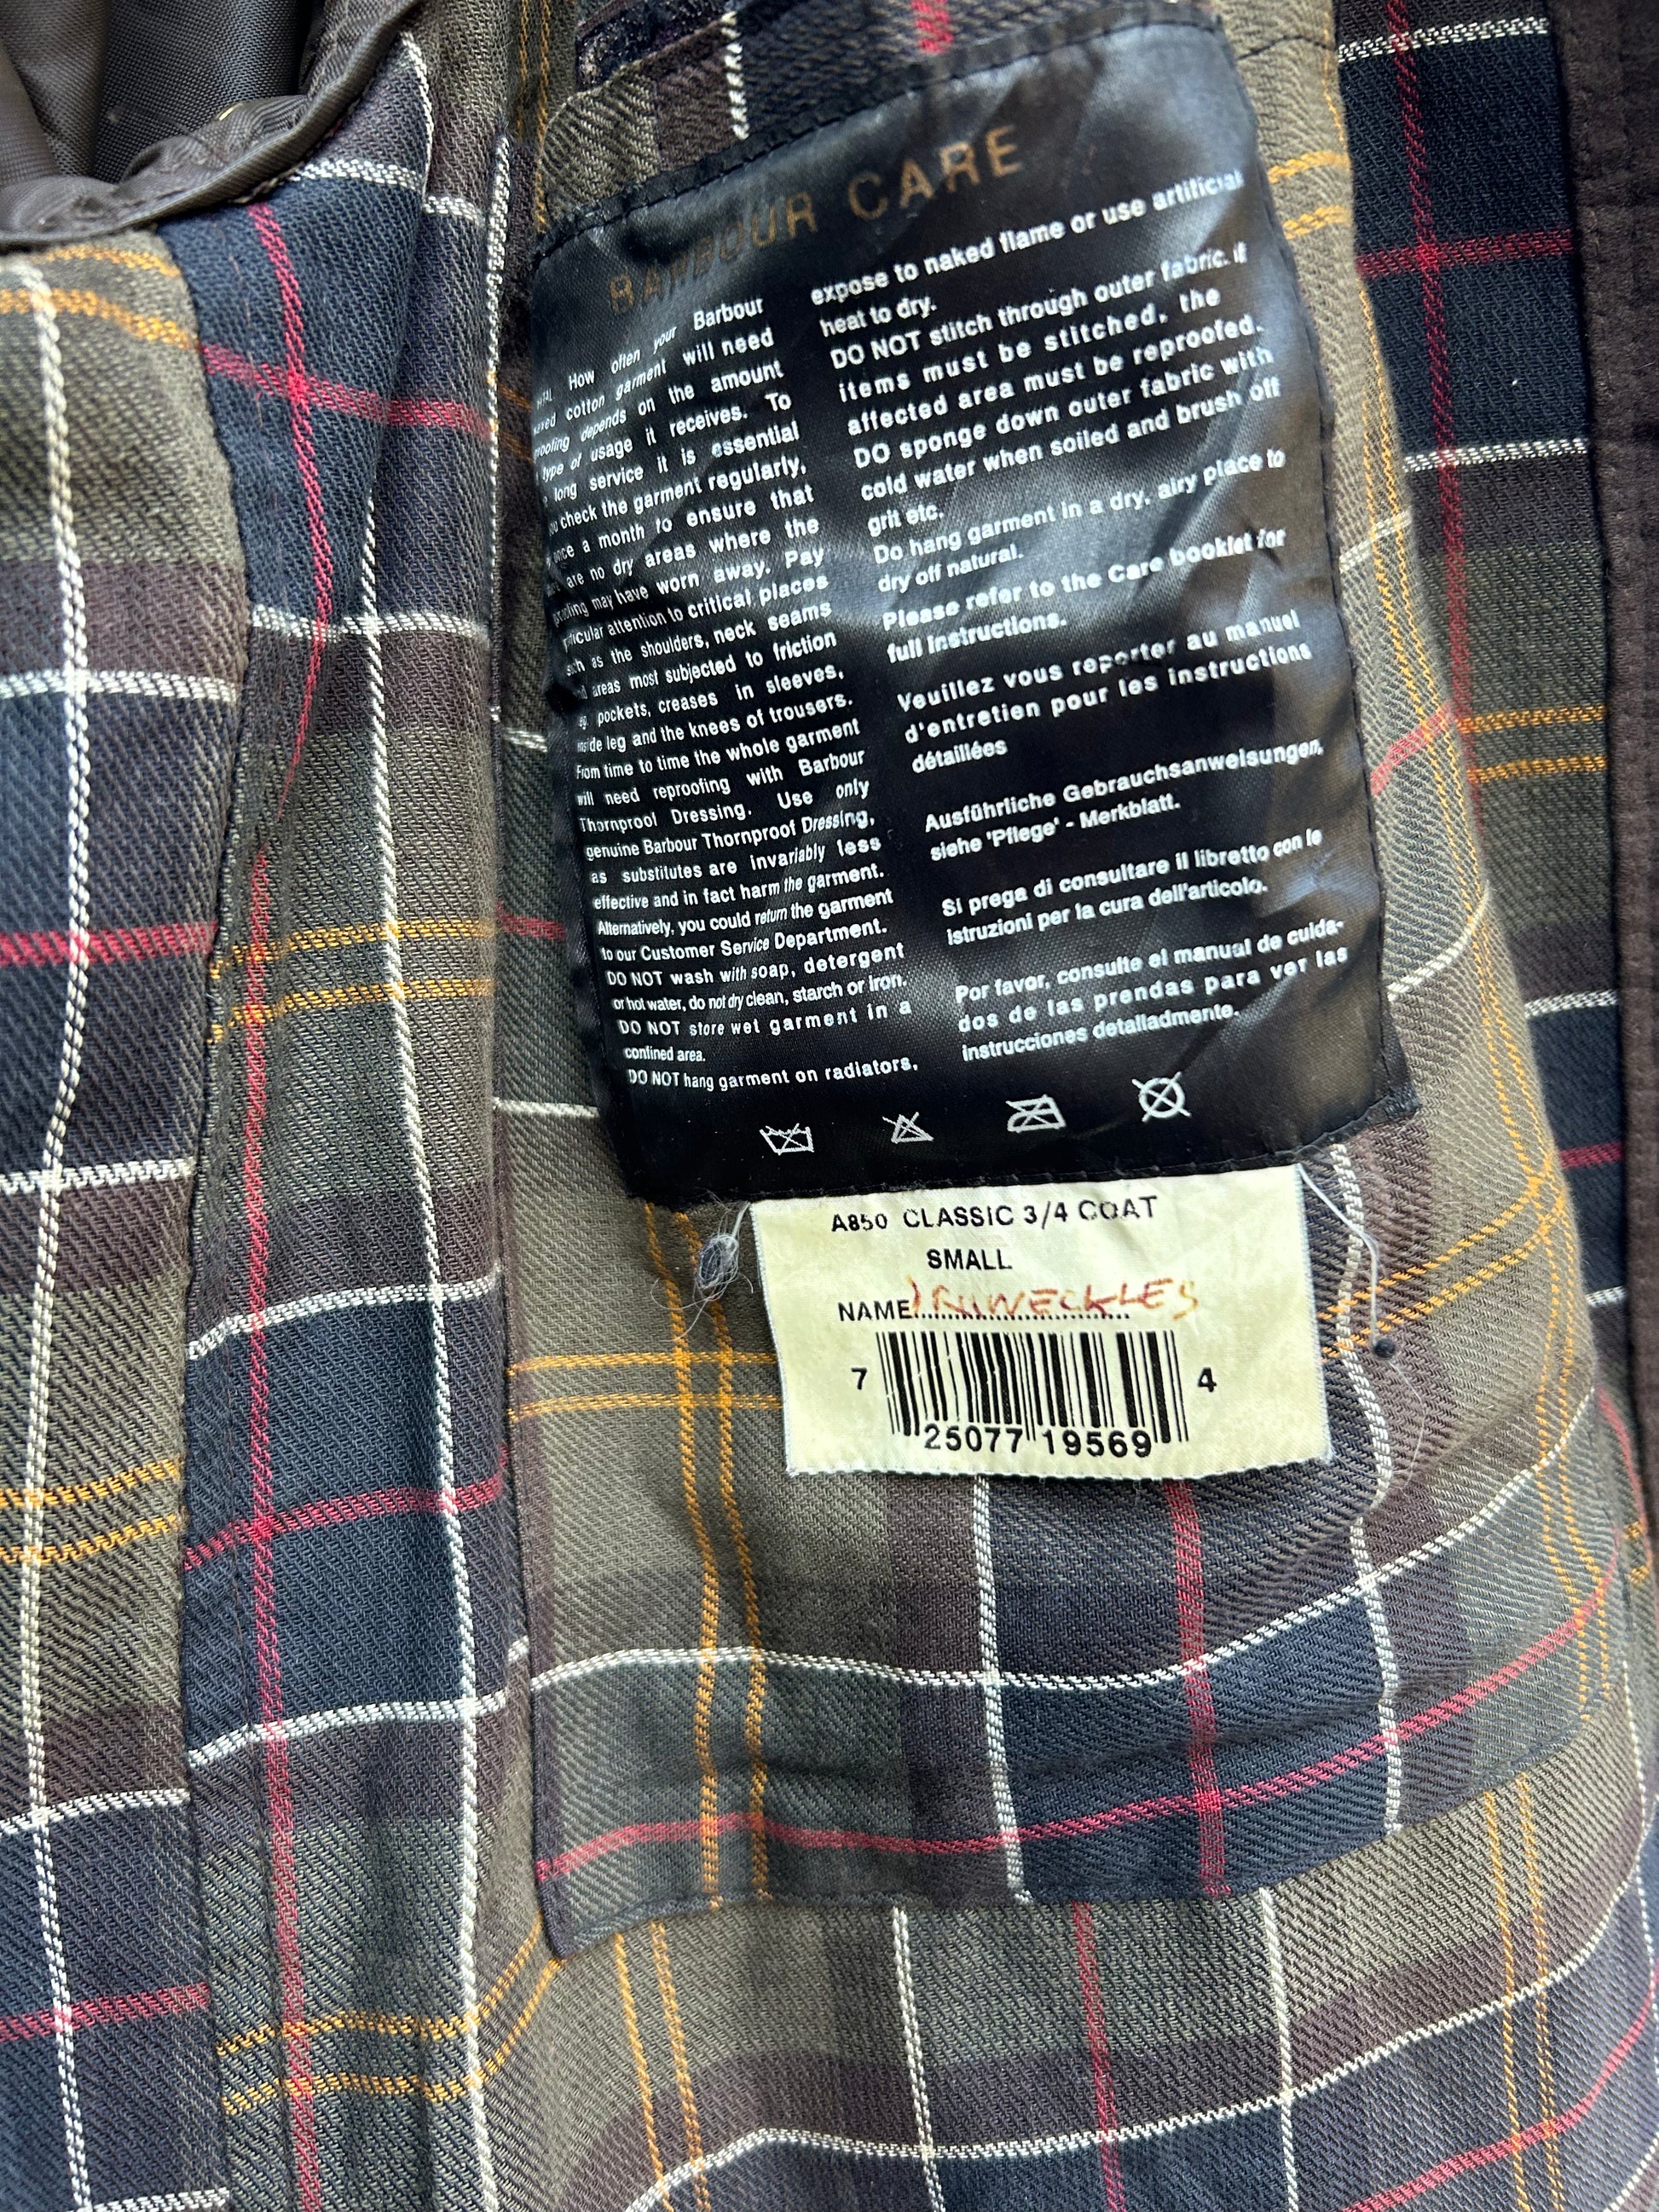 BARBOUR CARE
How often your Barbour
cotton garment will need
depends on the amount
type of usage it receives. To
long service it is essential
check the garment regularly,
once a month to ensure that
are no dry areas where the
may have worn away. Pay
attention to critical places
such as the shoulders, neck seams
areas most subjected to friction
eg pockets, creases in sleeves,
inside leg and the knees of trousers.
From time to time the whole garment
will need reproofing with Barbour
Thornproof Dressing. Use only
genuine Barbour Thornproof Dressing,
as substitutes are invariably less
effective and in fact harm the garment.
Alternatively, you could return the garment
to our Customer Service Department.
DO NOT wash with soap, detergent
or hot water, do not dry clean, starch or iron.
DO NOT store wet garment in a
confined area.
DO NOT hang garment on radiators,
expose to naked flame or use artificial
heat to dry.
DO NOT stitch through outer fabric. If
items must be stitched, the
affected area must be reproofed.
DO sponge down outer fabric with
cold water when soiled and brush off
grit etc.
Do hang garment in a dry, airy place to
dry off natural.
Please refer to the Care booklet for
full instructions.
Veuillez vous reporter au manuel
d'entretien pour les instructions
détaillées
Ausführliche Gebrauchsanweisungen,
siehe 'Pflege' - Merkblatt.
Si prega di consultare il libretto con le
istruzioni per la cura dell'articolo.
Por favor, consulte el manual de cuida-
dos de las prendas para ver las
instrucciones detalladmente.
A850 CLASSIC 3/4 COAT
SMALL
NAME
7 25077 19569 4